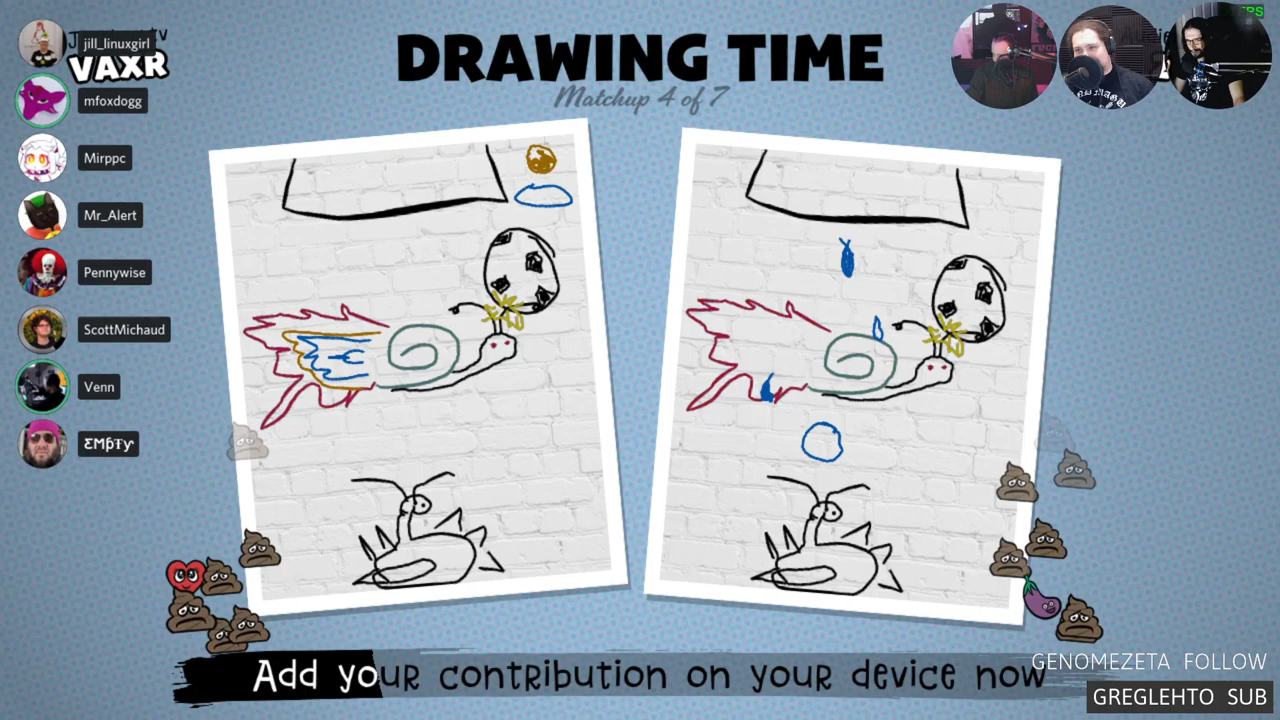 DRAWING TIME
Matchup 4 of 7
jill_linuxgirl
VAXR
mfoxdogg
Mirppc
Mr_Alert
Pennywise
ScottMichaud
Venn
ƐMբŦƴ
Add your contribution on your device now
GENOMEZETA FOLLOW
GREGLEHTO SUB